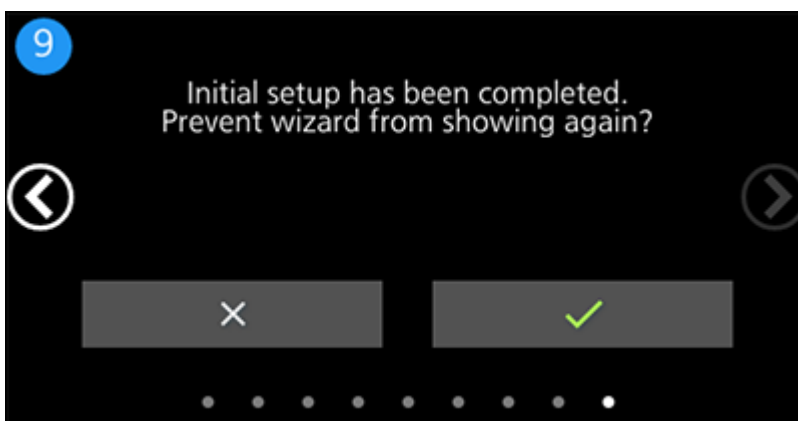 9
Initial setup has been completed.
Prevent wizard from showing again?